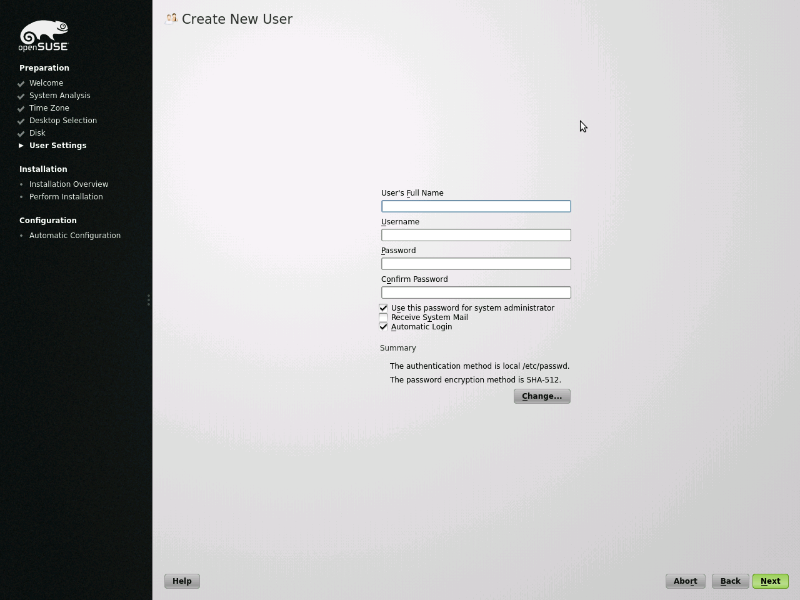 Create New User
openSUSE
Preparation
Welcome
System Analysis
Time Zone
Desktop Selection
Disk
User Settings
Installation
Installation Overview
Perform Installation
Configuration
Automatic Configuration
User's Full Name
Username
Password
Confirm Password
Use this password for system administrator
Receive System Mail
Automatic Login
Summary
The authentication method is local /etc/passwd.
The password encryption method is SHA-512.
Change...
Help
Abort
Back
Next